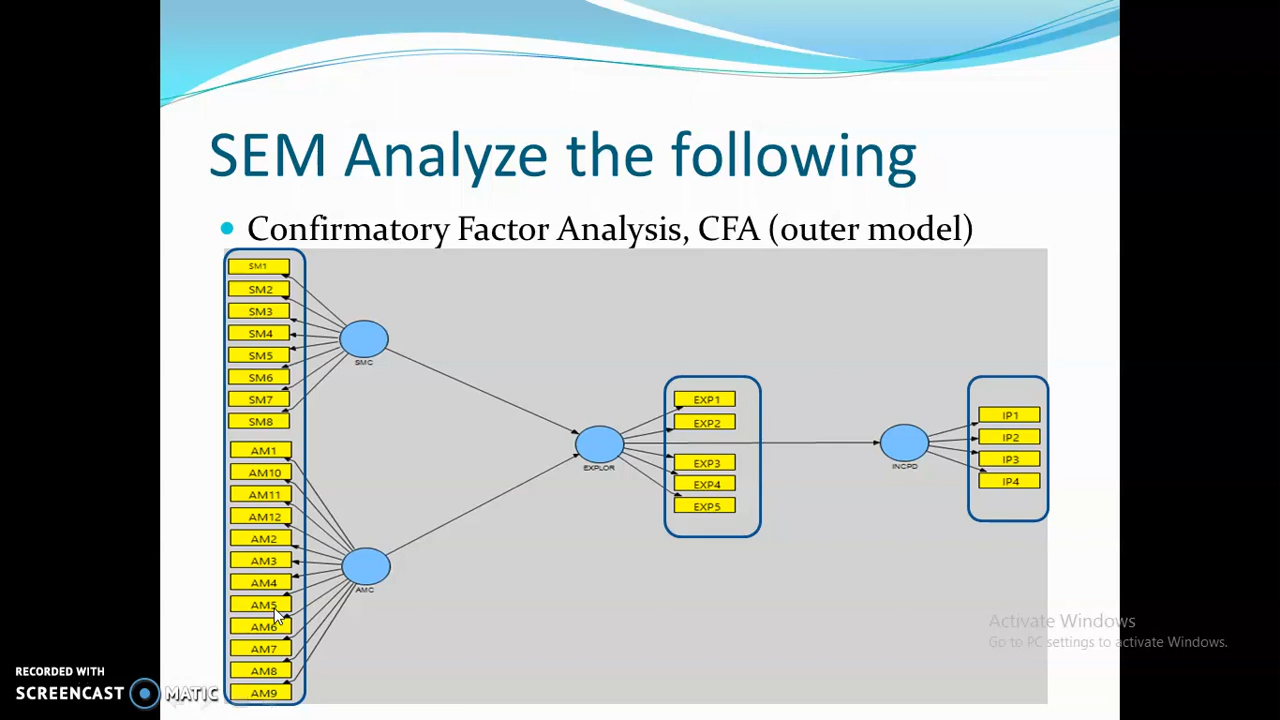 SEM Analyze the following
• Confirmatory Factor Analysis, CFA (outer model)
SM1
SM2
SM3
SM4
SM5
SM6
SM7
SM8
SMC
AM1
AM10
AM11
AM12
AM2
AM3
AM4
AM5
AM6
AM7
AM8
AM9
AMC
EXPLOR
EXP1
EXP2
EXP3
EXP4
EXP5
INCPD
IP1
IP2
IP3
IP4
Activate Windows
Go to PC settings to activate Windows.
RECORDED WITH
SCREENCAST MATIC